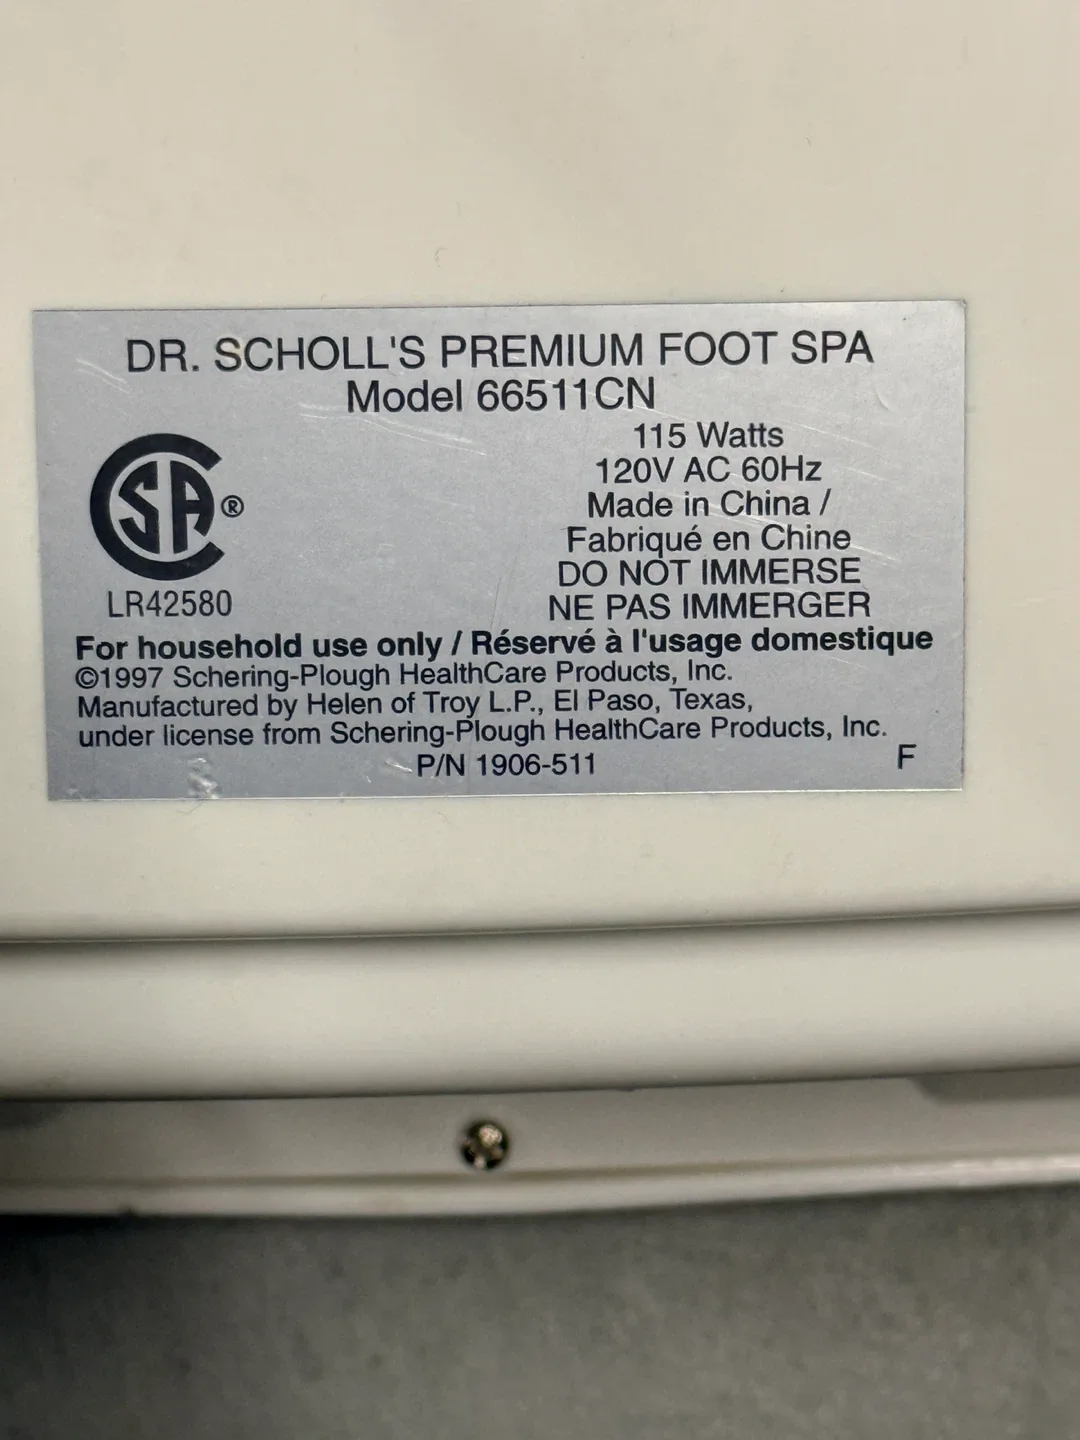 DR. SCHOLL'S PREMIUM FOOT SPA
Model 66511CN
115 Watts
120V AC 60Hz
Made in China /
Fabriqué en Chine
DO NOT IMMERSE
NE PAS IMMERGER
CSA®
LR42580
For household use only / Réservé à l'usage domestique
©1997 Schering-Plough HealthCare Products, Inc.
Manufactured by Helen of Troy L.P., El Paso, Texas,
under license from Schering-Plough HealthCare Products, Inc.
P/N 1906-511
F